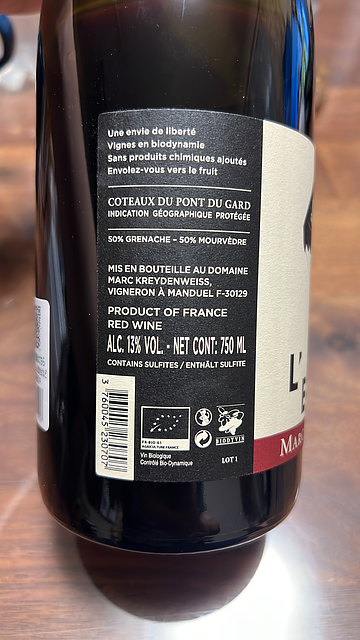 Une envie de liberté
Vignes en biodynamie
Sans produits chimiques ajoutés
Envolez-vous vers le fruit
COTEAUX DU PONT DU GARD
INDICATION GÉOGRAPHIQUE PROTÉGÉE
50% GRENACHE – 50% MOURVÈDRE
MIS EN BOUTEILLE AU DOMAINE
MARC KREYDENWEISS,
VIGNERON À MANDUEL F-30129
PRODUCT OF FRANCE
RED WINE
ALC. 13% VOL. - NET CONT: 750 ML
CONTAINS SULFITES / ENTHÄLT SULFITE
3 760045 230707
FR-BIO-01
AGRICULTURE FRANCE
Vin Biologique
Contrôlé Bio-Dynamique
BIODYVIN
LOT 1
L'
E
MAR